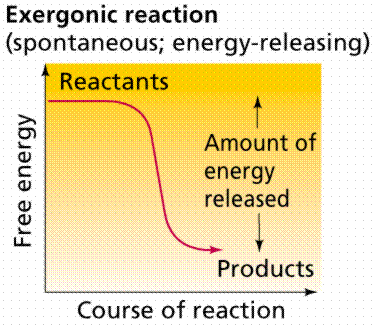 Exergonic reaction
(spontaneous; energy-releasing)
Reactants
Free energy
Amount of
energy
released
Products
Course of reaction